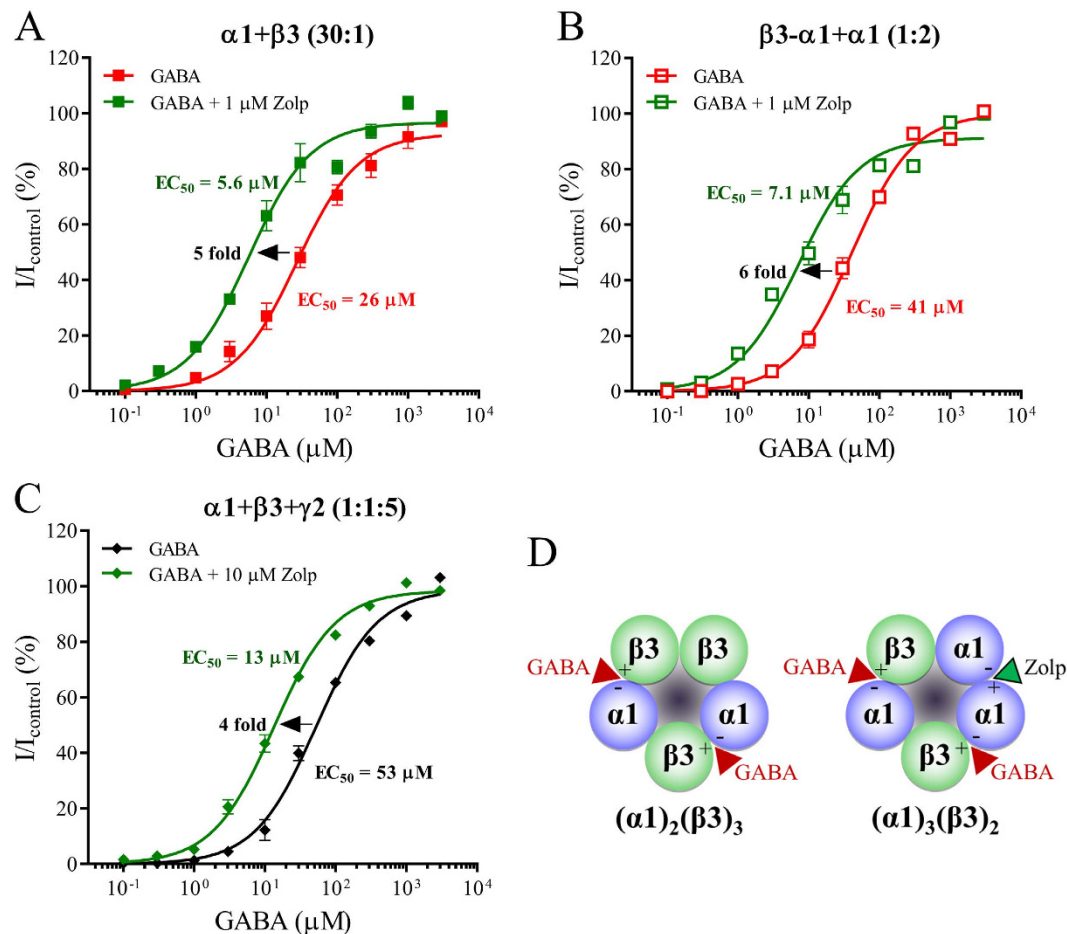 A
α1+β3 (30:1)
GABA
GABA + 1 μM Zolp
EC50 = 5.6 μM
5 fold
EC50 = 26 μM
I/Icontrol (%)
120
100
80
60
40
20
0
10-1 100 101 102 103 104
GABA (μM)
B
β3-α1+α1 (1:2)
GABA
GABA + 1 μM Zolp
EC50 = 7.1 μM
6 fold
EC50 = 41 μM
I/Icontrol (%)
120
100
80
60
40
20
0
10-1 100 101 102 103 104
GABA (μM)
C
α1+β3+γ2 (1:1:5)
GABA
GABA + 10 μM Zolp
EC50 = 13 μM
4 fold
EC50 = 53 μM
I/Icontrol (%)
120
100
80
60
40
20
0
10-1 100 101 102 103 104
GABA (μM)
D
β3 β3
GABA + -
α1 α1
β3 + -
GABA
(α1)2(β3)3
β3 α1
GABA + - - + Zolp
α1 α1
β3 + -
GABA
(α1)3(β3)2